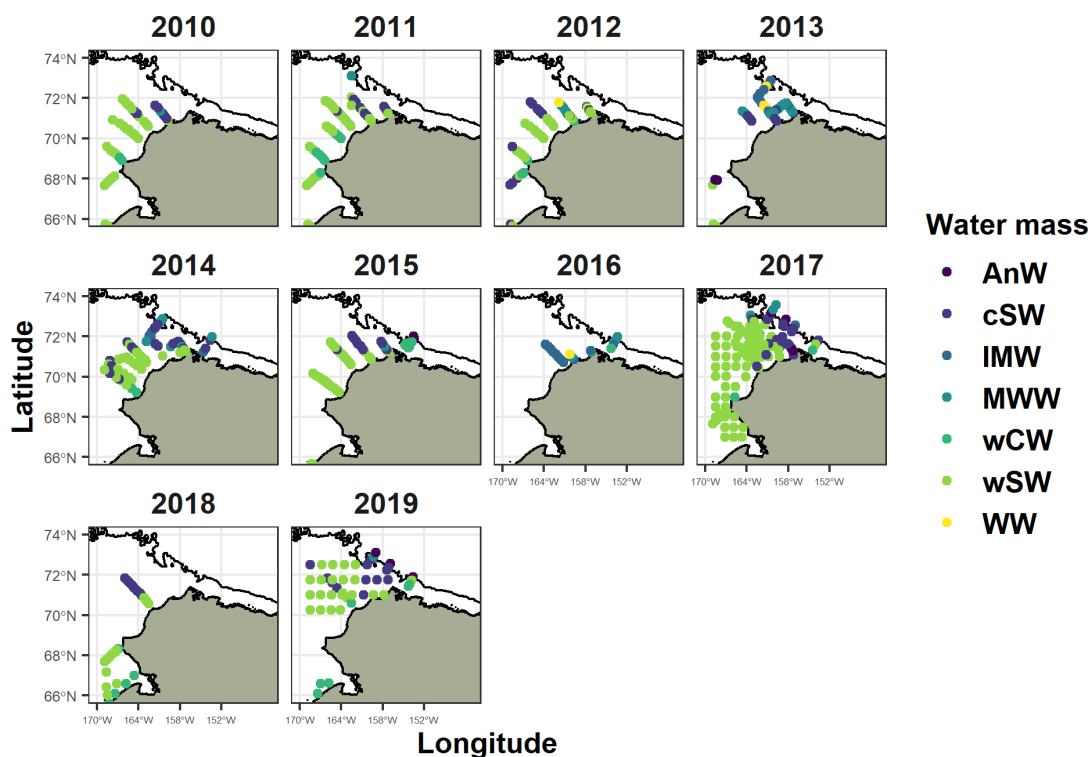 2010 2011 2012 2013
74°N
72°N
70°N
68°N
66°N
2014 2015 2016 2017
74°N
72°N
70°N
68°N
66°N
170°W 164°W 158°W 152°W 170°W 164°W 158°W 152°W
2018 2019
74°N
72°N
70°N
68°N
66°N
170°W 164°W 158°W 152°W 170°W 164°W 158°W 152°W
Latitude
Longitude
Water mass
AnW
cSW
IMW
MWW
wCW
wSW
WW